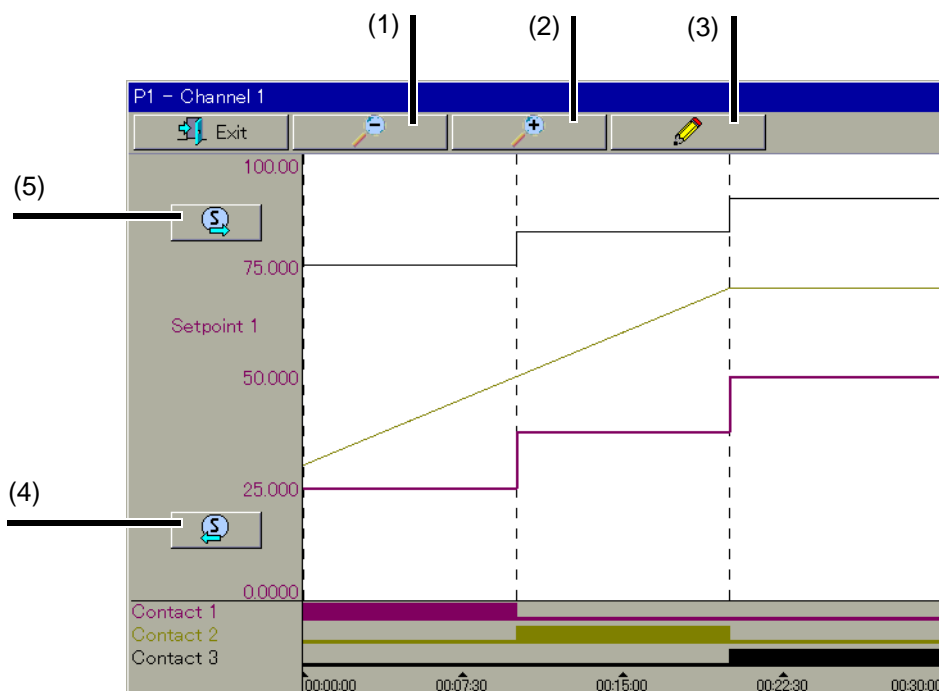 (1)
(2)
(3)
P1 - Channel 1
Exit
(5)
100.00
S
75.000
Setpoint 1
50.000
(4)
25.000
S
0.0000
Contact 1
Contact 2
Contact 3
00:00:00 00:07:30 00:15:00 00:22:30 00:30:00